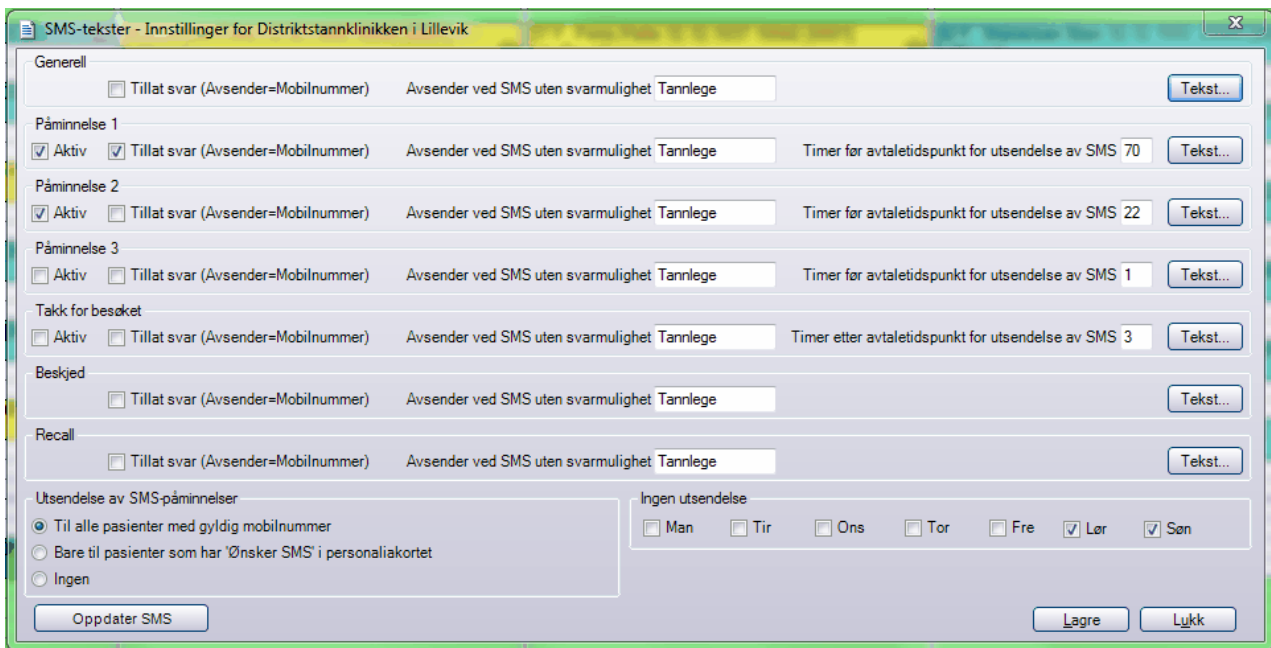 SMS-tekster - Innstillinger for Distriktstannklinikken i Lillevik
Generell
Tillat svar (Avsender=Mobilnummer) Avsender ved SMS uten svarmulighet Tannlege Tekst...
Påminnelse 1
Aktiv Tillat svar (Avsender=Mobilnummer) Avsender ved SMS uten svarmulighet Tannlege Timer før avtaletidspunkt for utsendelse av SMS 70 Tekst...
Påminnelse 2
Aktiv Tillat svar (Avsender=Mobilnummer) Avsender ved SMS uten svarmulighet Tannlege Timer før avtaletidspunkt for utsendelse av SMS 22 Tekst...
Påminnelse 3
Aktiv Tillat svar (Avsender=Mobilnummer) Avsender ved SMS uten svarmulighet Tannlege Timer før avtaletidspunkt for utsendelse av SMS 1 Tekst...
Takk for besøket
Aktiv Tillat svar (Avsender=Mobilnummer) Avsender ved SMS uten svarmulighet Tannlege Timer etter avtaletidspunkt for utsendelse av SMS 3 Tekst...
Beskjed
Tillat svar (Avsender=Mobilnummer) Avsender ved SMS uten svarmulighet Tannlege Tekst...
Recall
Tillat svar (Avsender=Mobilnummer) Avsender ved SMS uten svarmulighet Tannlege Tekst...
Utsendelse av SMS-påminnelser Ingen utsendelse
Til alle pasienter med gyldig mobilnummer Man Tir Ons Tor Fre Lør Søn
Bare til pasienter som har 'Ønsker SMS' i personaliakortet
Ingen
Oppdater SMS Lagre Lukk